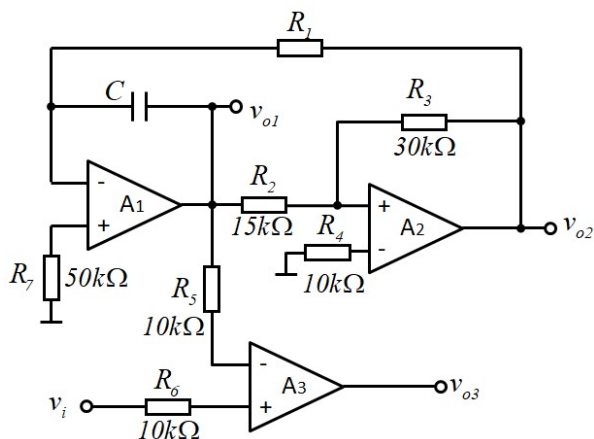 R1
C
vo1
R3
30kΩ
-
A1
+
R2
15kΩ
+
A2
-
vo2
R4
10kΩ
R7
50kΩ
R5
10kΩ
-
A3
+
vo3
vi
R6
10kΩ